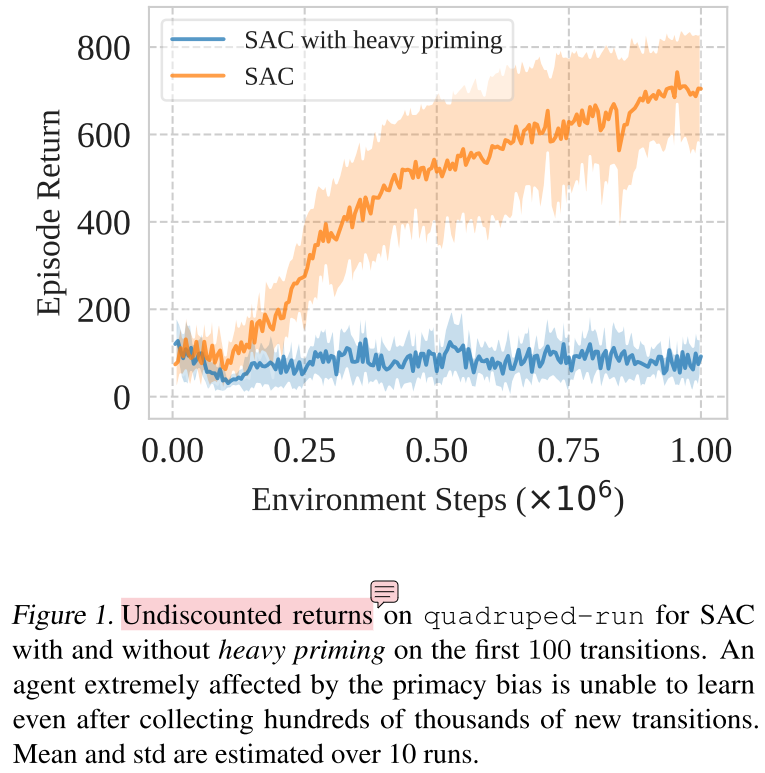 800
600
400
200
0
Episode Return
SAC with heavy priming
SAC
0.00 0.25 0.50 0.75 1.00
Environment Steps (×10⁶)
Figure 1. Undiscounted returns on quadruped-run for SAC
with and without heavy priming on the first 100 transitions. An
agent extremely affected by the primacy bias is unable to learn
even after collecting hundreds of thousands of new transitions.
Mean and std are estimated over 10 runs.